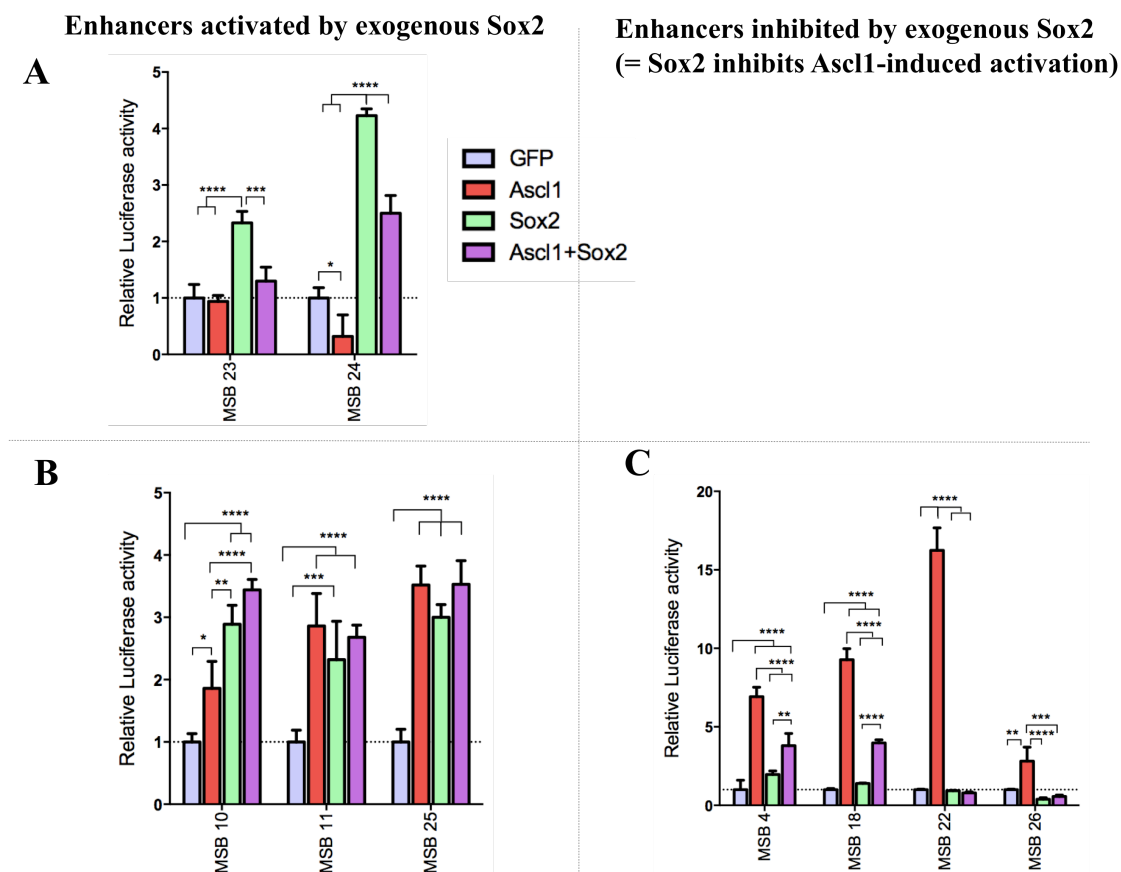 Enhancers activated by exogenous Sox2
Enhancers inhibited by exogenous Sox2
(= Sox2 inhibits Ascl1-induced activation)
A
Relative Luciferase activity
5
4
3
2
1
0
****
***
*
****
MSB 23
MSB 24
GFP
Ascl1
Sox2
Ascl1+Sox2
B
Relative Luciferase activity
5
4
3
2
1
0
****
****
**
*
****
***
****
MSB 10
MSB 11
MSB 25
C
Relative Luciferase activity
20
15
10
5
0
****
****
**
****
****
****
****
**
***
****
MSB 4
MSB 18
MSB 22
MSB 26